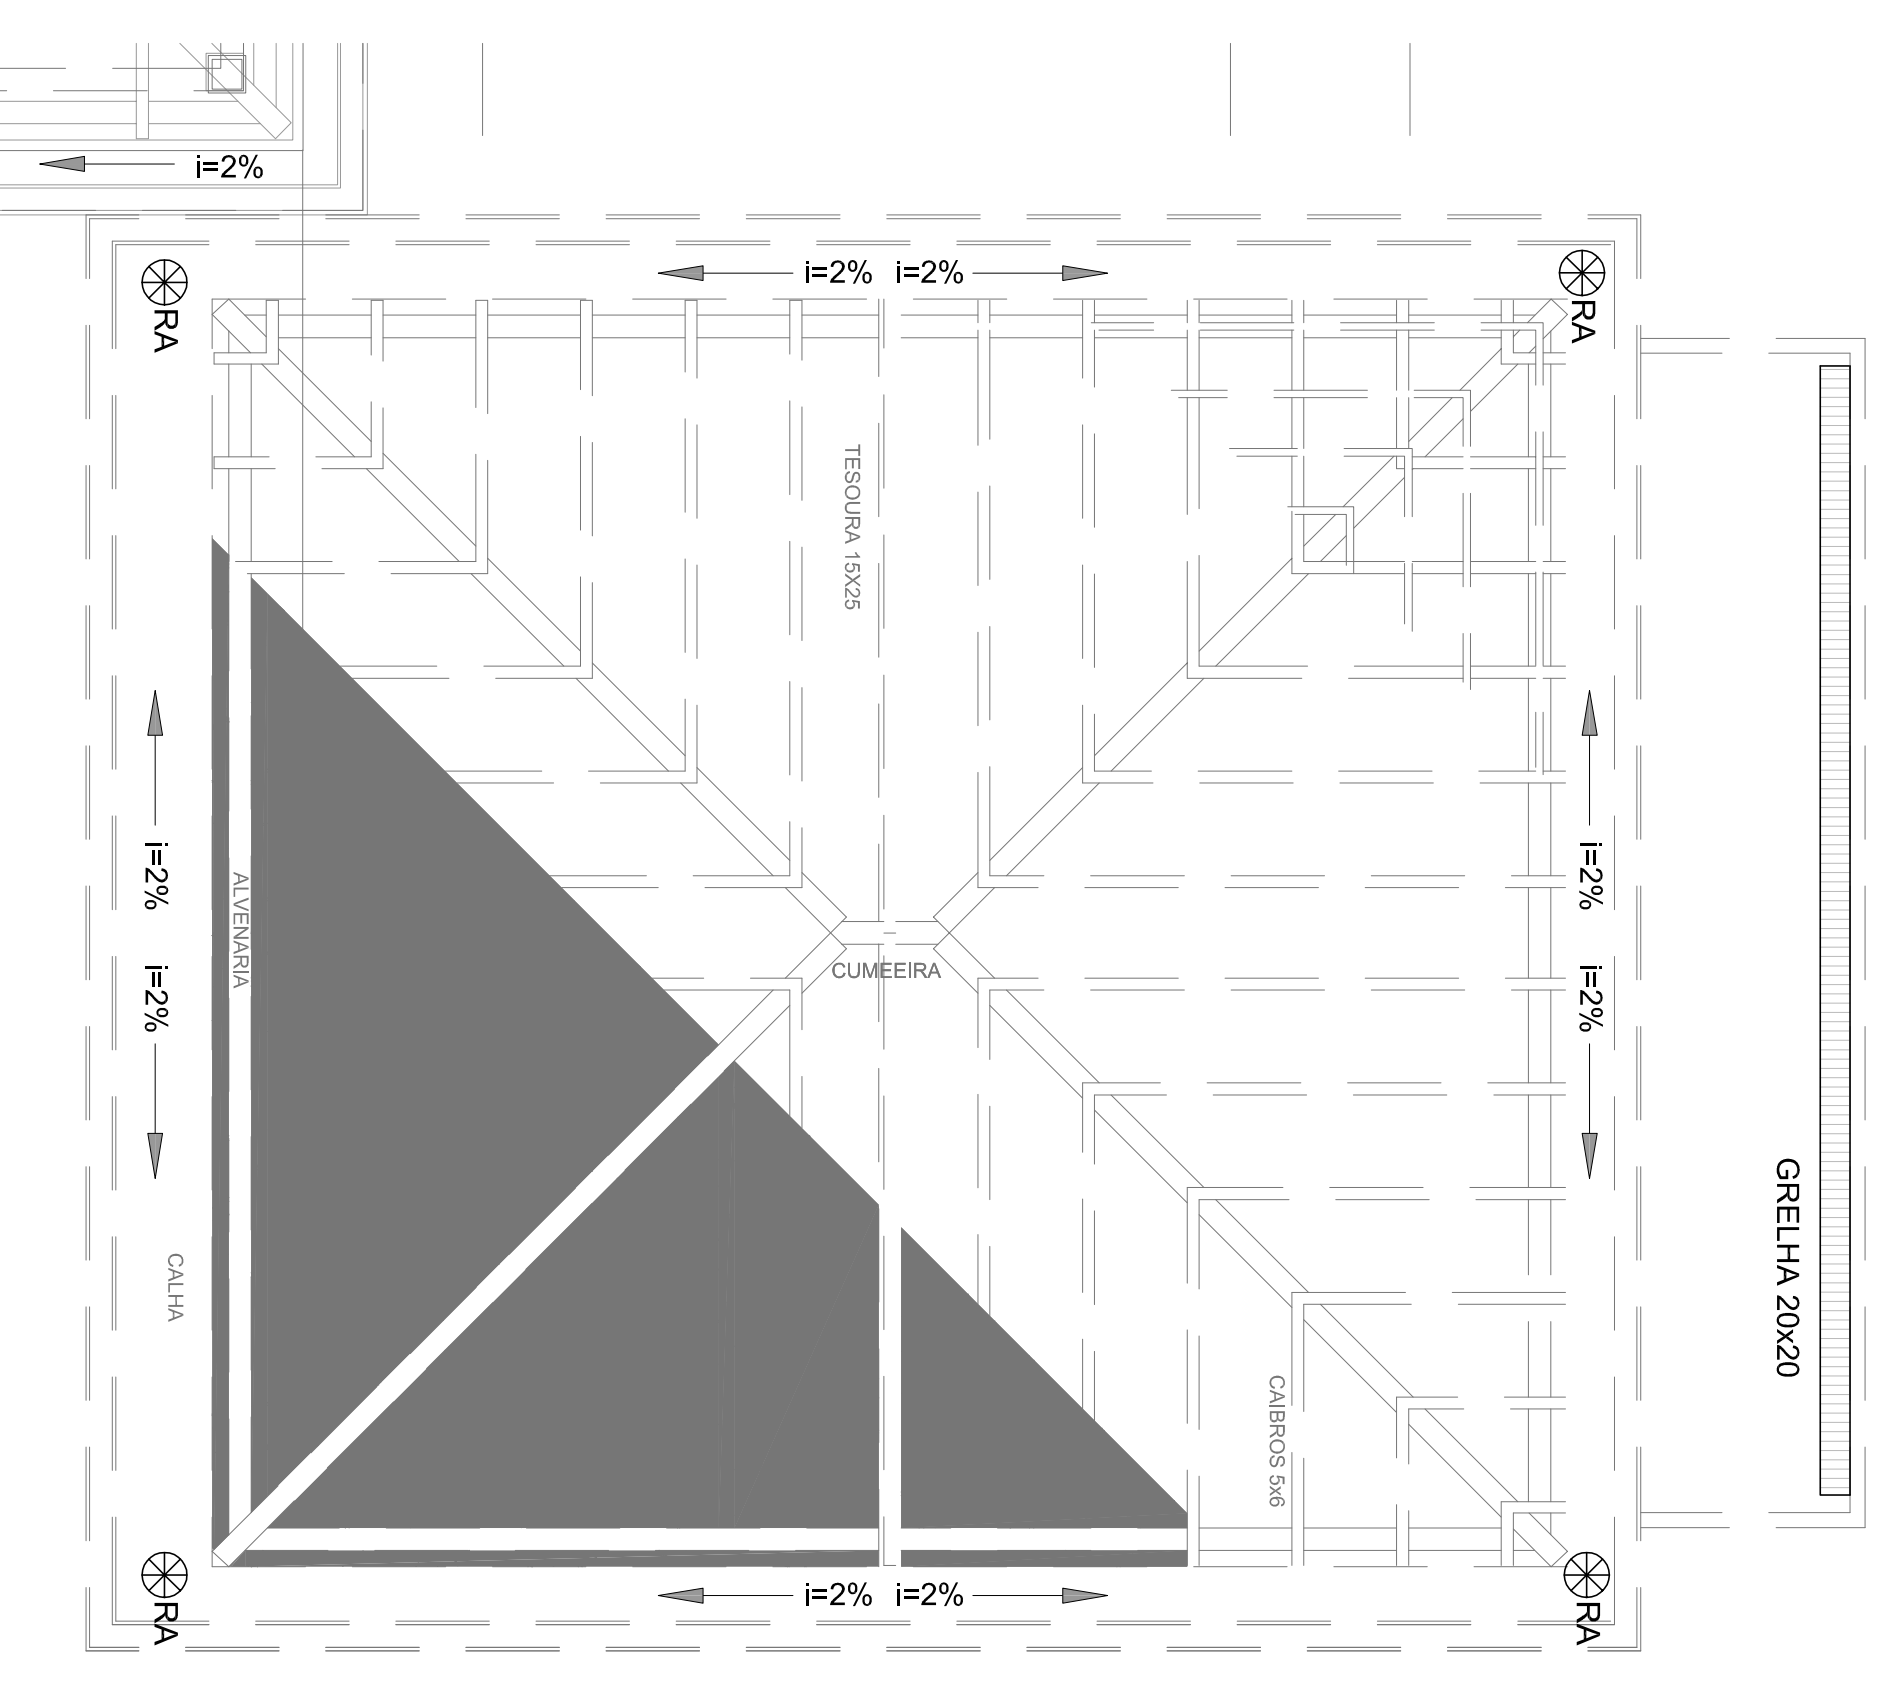 i=2%
i=2% i=2%
RA
RA
TESOURA 15X25
i=2%
ALVENARIA
i=2%
i=2%
CUMEEIRA
i=2%
GRELHA 20x20
CALHA
CAIBROS 5x6
i=2% i=2%
RA
RA